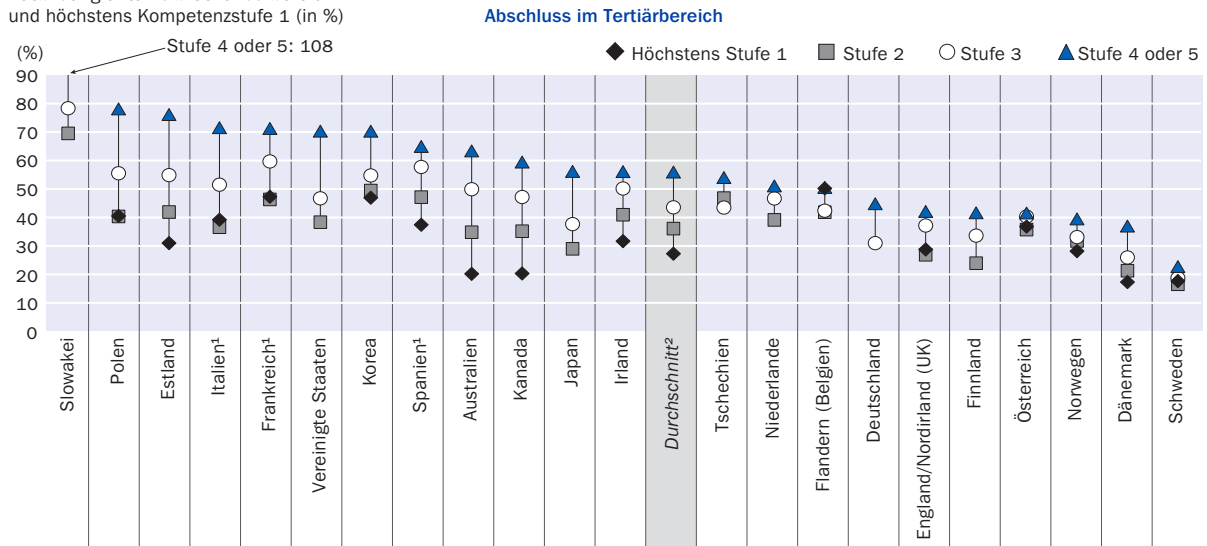 und höchstens Kompetenzstufe 1 (in %)
Abschluss im Tertiärbereich
Stufe 4 oder 5: 108
(%)
Höchstens Stufe 1
Stufe 2
Stufe 3
Stufe 4 oder 5
90
80
70
60
50
40
30
20
10
0
Slowakei
Polen
Estland
Italien¹
Frankreich¹
Vereinigte Staaten
Korea
Spanien¹
Australien
Kanada
Japan
Irland
Durchschnitt²
Tschechien
Niederlande
Flandern (Belgien)
Deutschland
England/Nordirland (UK)
Finnland
Österreich
Norwegen
Dänemark
Schweden